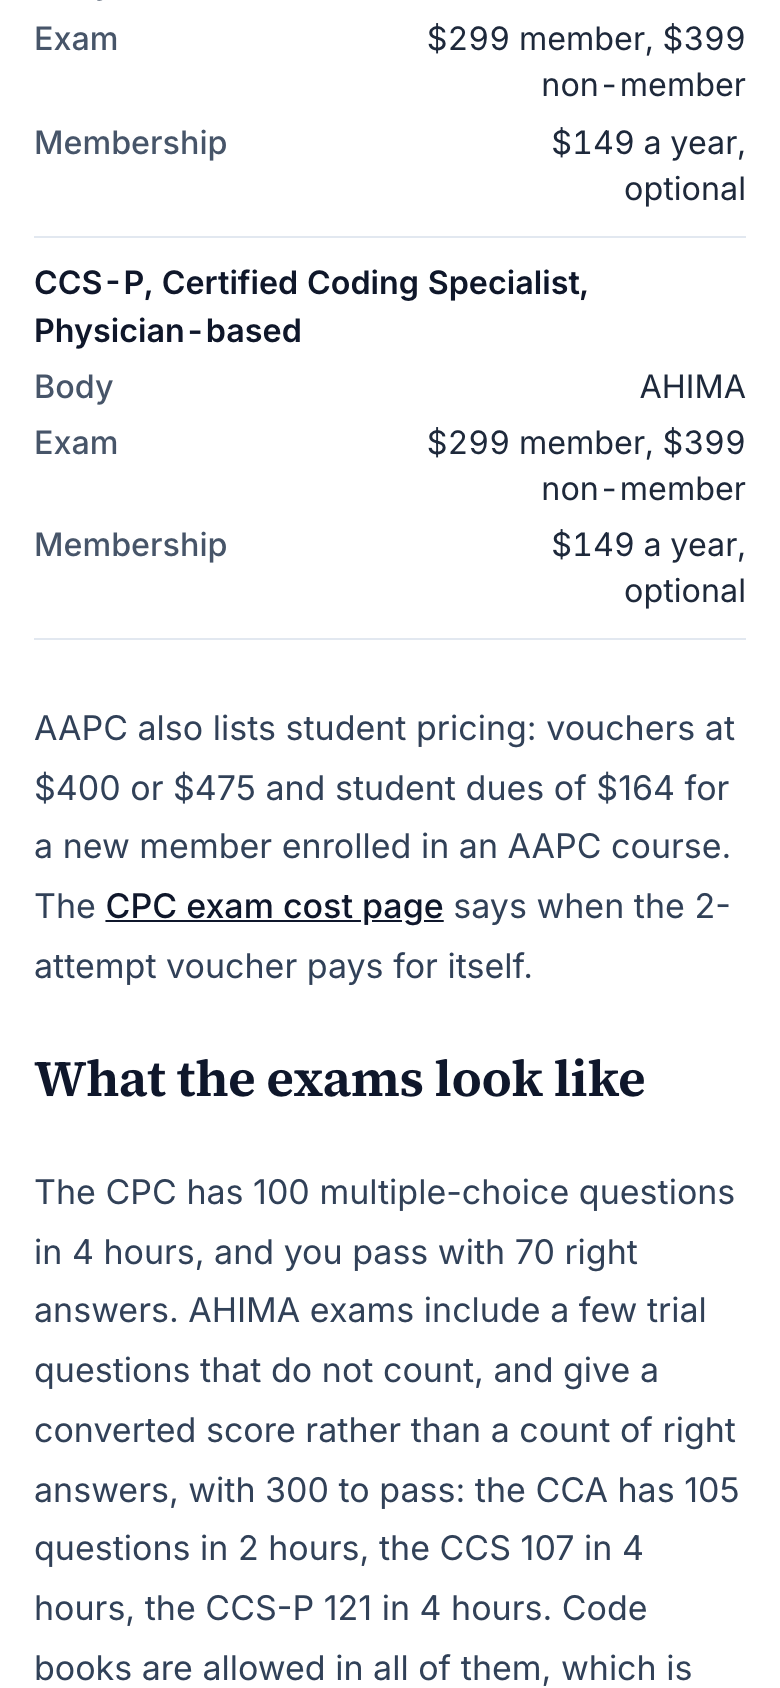 Exam $299 member, $399
non-member
Membership $149 a year,
optional
CCS-P, Certified Coding Specialist,
Physician-based
Body AHIMA
Exam $299 member, $399
non-member
Membership $149 a year,
optional
AAPC also lists student pricing: vouchers at
$400 or $475 and student dues of $164 for
a new member enrolled in an AAPC course.
The CPC exam cost page says when the 2-
attempt voucher pays for itself.
What the exams look like
The CPC has 100 multiple-choice questions
in 4 hours, and you pass with 70 right
answers. AHIMA exams include a few trial
questions that do not count, and give a
converted score rather than a count of right
answers, with 300 to pass: the CCA has 105
questions in 2 hours, the CCS 107 in 4
hours, the CCS-P 121 in 4 hours. Code
books are allowed in all of them, which is